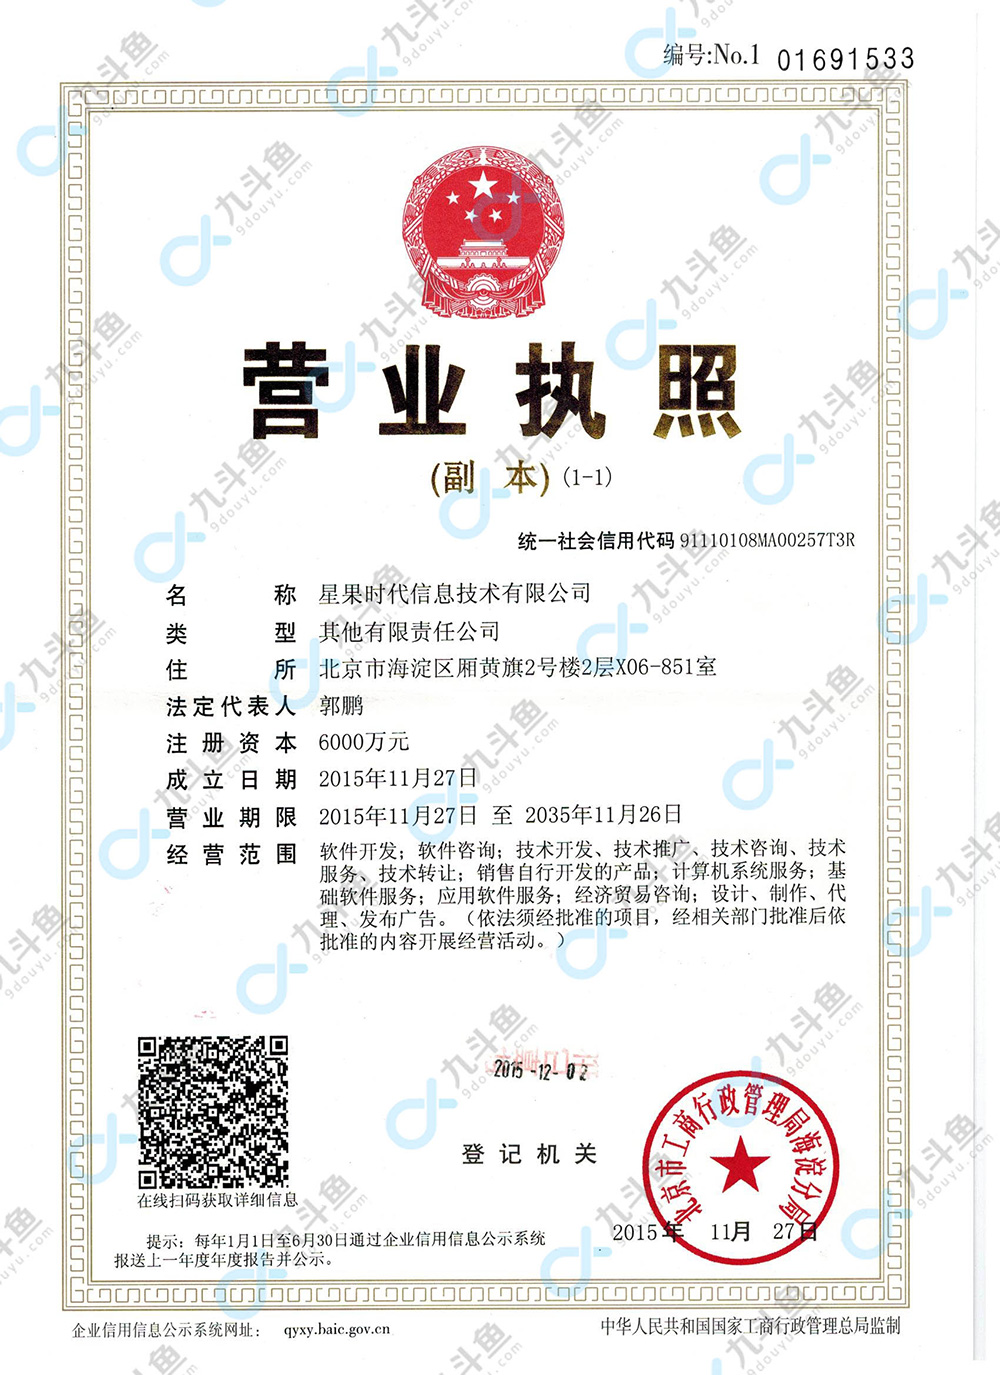 编号:No.1 01691533
营业执照
(副 本) (1-1)
统一社会信用代码 91110108MA00257T3R
名称 星果时代信息技术有限公司
类型 其他有限责任公司
住所 北京市海淀区厢黄旗2号楼2层X06-851室
法定代表人 郭鹏
注册资本 6000万元
成立日期 2015年11月27日
营业期限 2015年11月27日 至 2035年11月26日
经营范围 软件开发；软件咨询；技术开发、技术推广、技术咨询、技术
服务、技术转让；销售自行开发的产品；计算机系统服务；基
础软件服务；应用软件服务；经济贸易咨询；设计、制作、代
理、发布广告。（依法须经批准的项目，经相关部门批准后依
批准的内容开展经营活动。）
2015-12-02
登记机关
北京市工商行政管理局海淀分局
2015年 11月 27日
在线扫码获取详细信息
提示：每年1月1日至6月30日通过企业信用信息公示系统
报送上一年度年度报告并公示。
企业信用信息公示系统网址： qyxy.baic.gov.cn
中华人民共和国国家工商行政管理总局监制
九斗鱼
9douyu.com